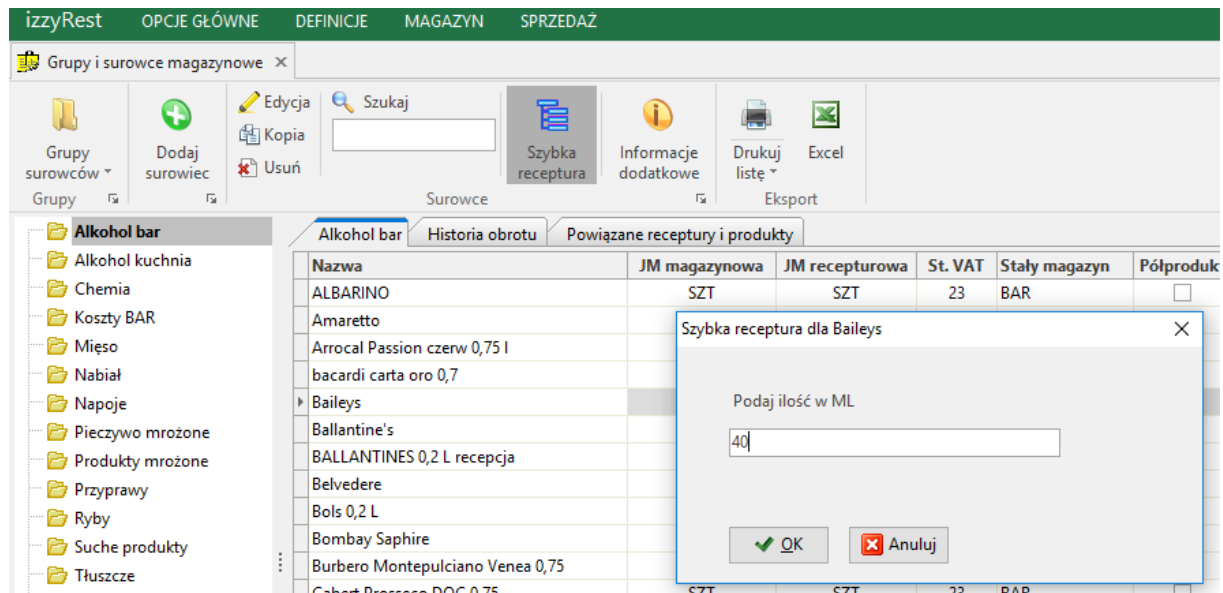 izzyRest OPCJE GŁÓWNE DEFINICJE MAGAZYN SPRZEDAŻ
Grupy i surowce magazynowe
Grupy surowców
Dodaj surowiec
Edycja
Kopia
Usuń
Szukaj
Szybka receptura
Informacje dodatkowe
Drukuj listę
Excel
Grupy Surowce Eksport
Alkohol bar
Alkohol kuchnia
Chemia
Koszty BAR
Mięso
Nabiał
Napoje
Pieczywo mrożone
Produkty mrożone
Przyprawy
Ryby
Suche produkty
Tłuszcze
Alkohol bar Historia obrotu Powiązane receptury i produkty
Nazwa JM magazynowa JM recepturowa St. VAT Stały magazyn Półproduk
ALBARINO SZT SZT 23 BAR
Amaretto
Arrocal Passion czerw 0,75 l
bacardi carta oro 0,7
Baileys
Ballantine's
BALLANTINES 0,2 L recepcja
Belvedere
Bols 0,2 L
Bombay Saphire
Burbero Montepulciano Venea 0,75
SZT SZT 23 BAR
Szybka receptura dla Baileys
Podaj ilość w ML
40
OK Anuluj